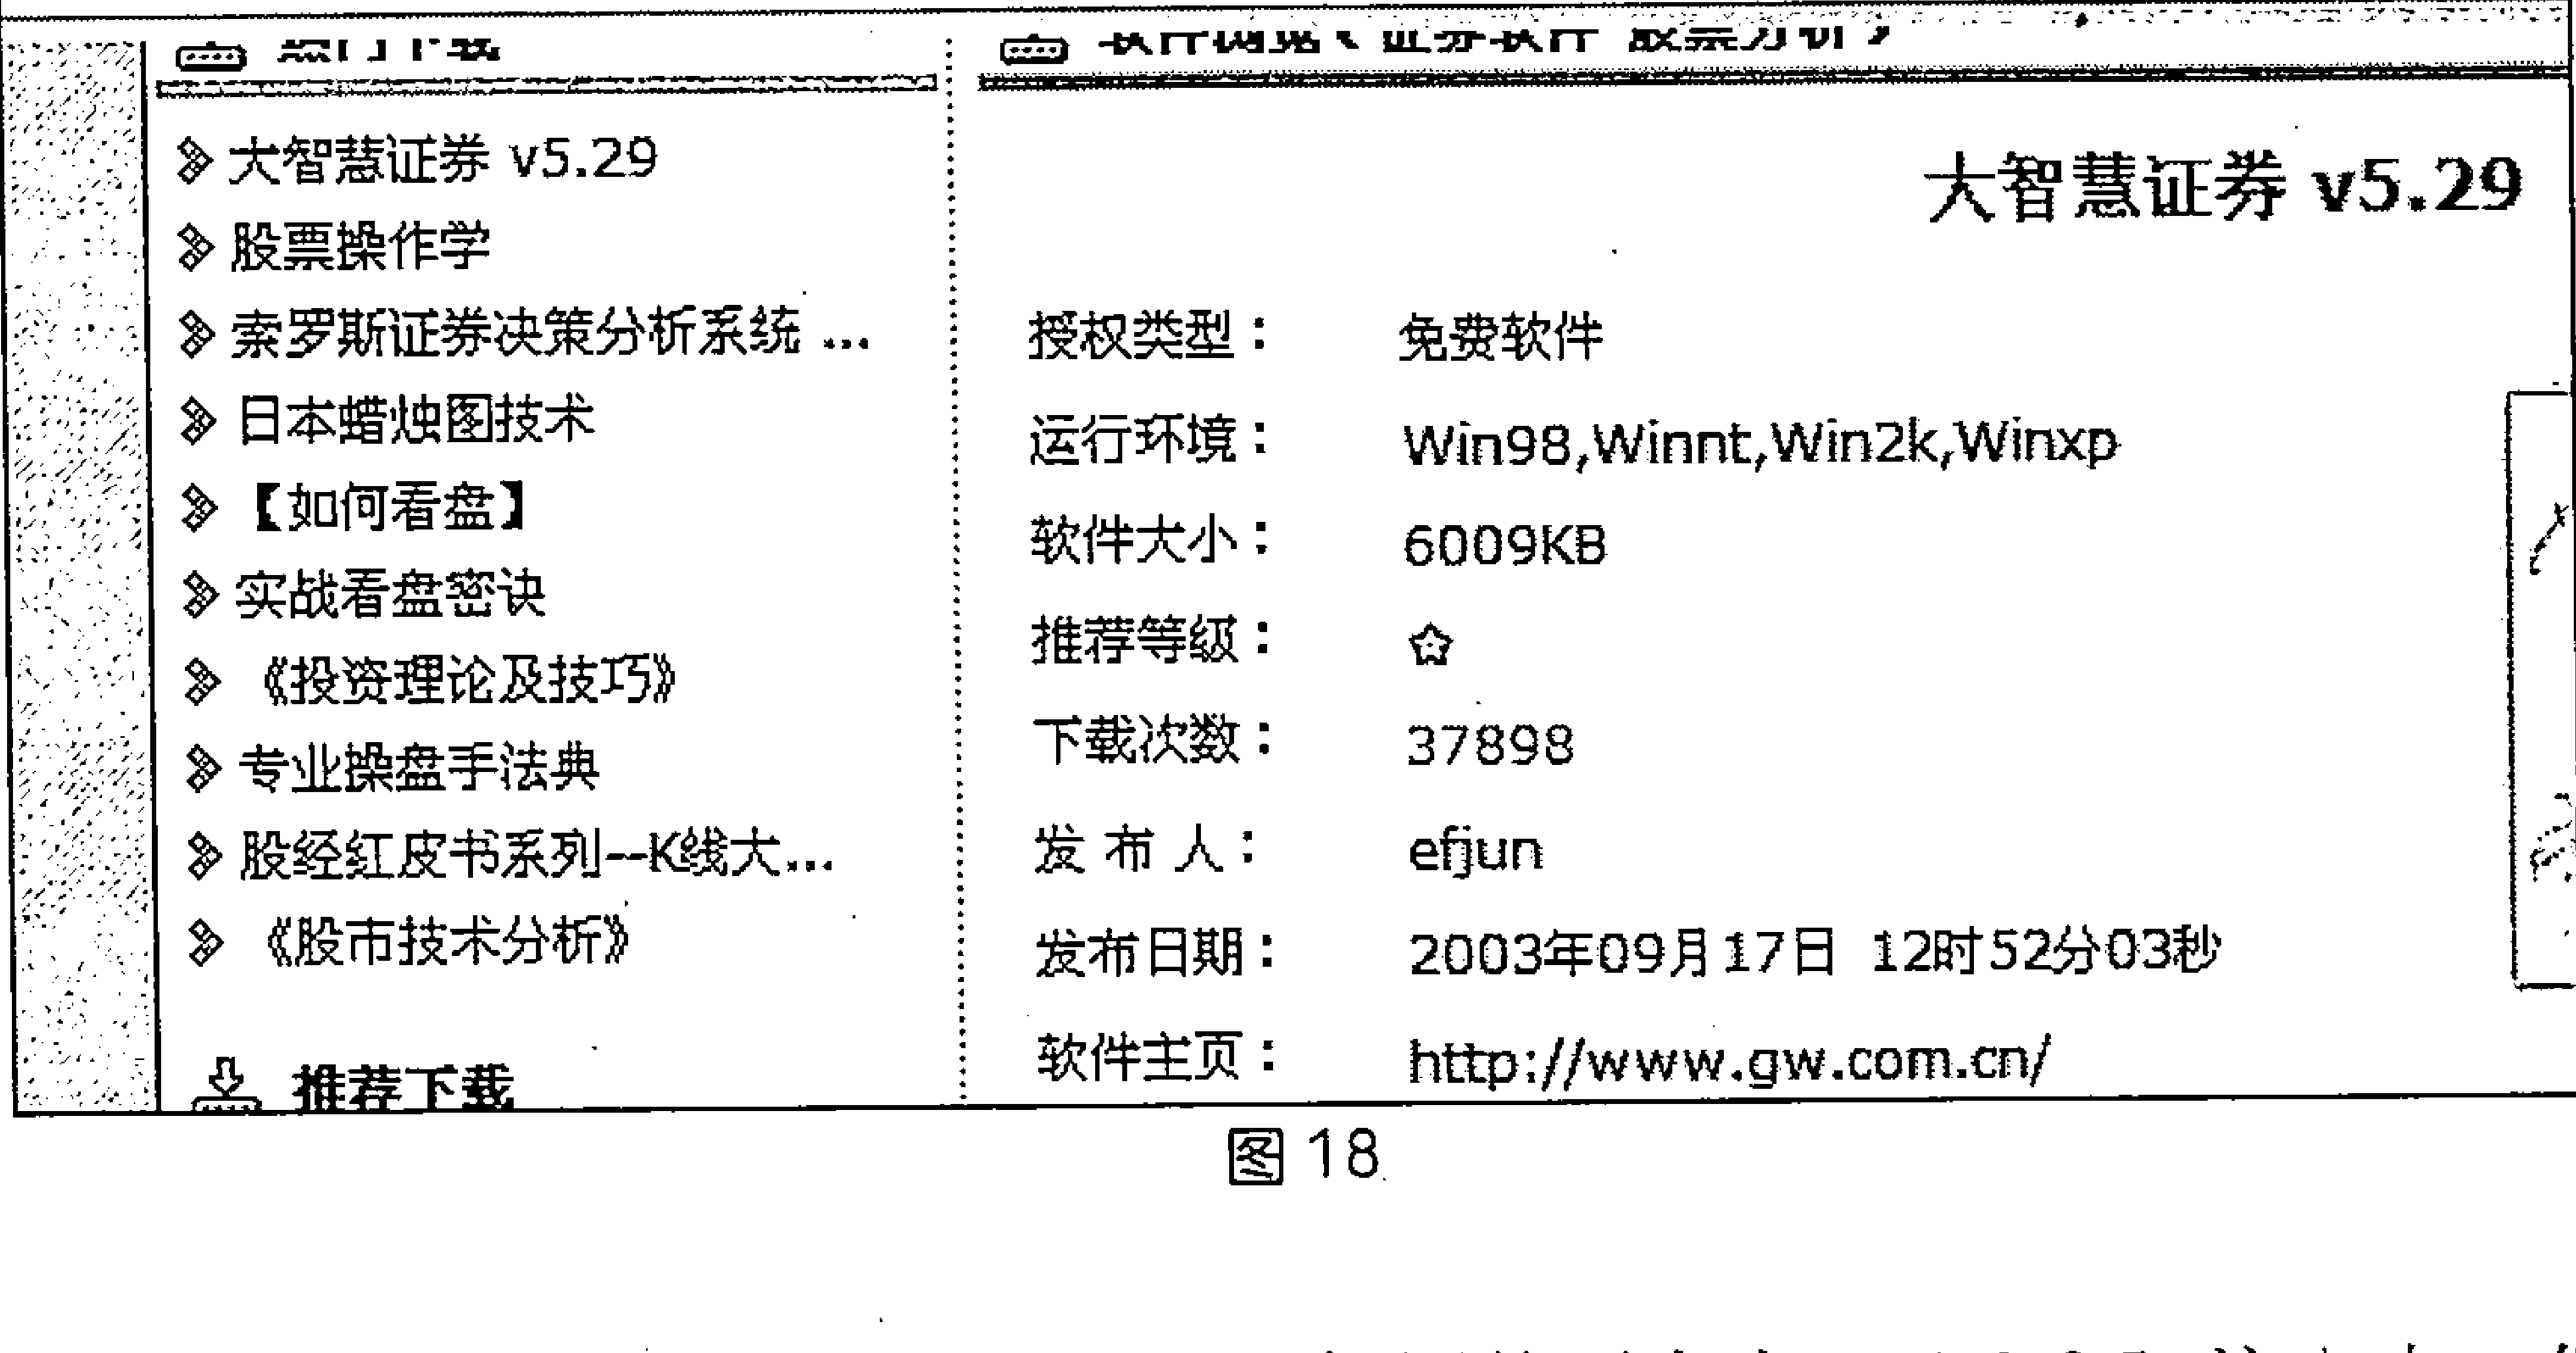 大智慧证券 v5.29
股票操作学
索罗斯证券决策分析系统 ...
日本蜡烛图技术
【如何看盘】
实战看盘密诀
《投资理论及技巧》
专业操盘手法典
股经红皮书系列--K线大...
《股市技术分析》
推荐下载
大智慧证券 v5.29
授权类型： 免费软件
运行环境： Win98,Winnt,Win2k,Winxp
软件大小： 6009KB
推荐等级： ☆
下载次数： 37898
发 布 人： efjun
发布日期： 2003年09月17日 12时52分03秒
软件主页： http://www.gw.com.cn/
图 18